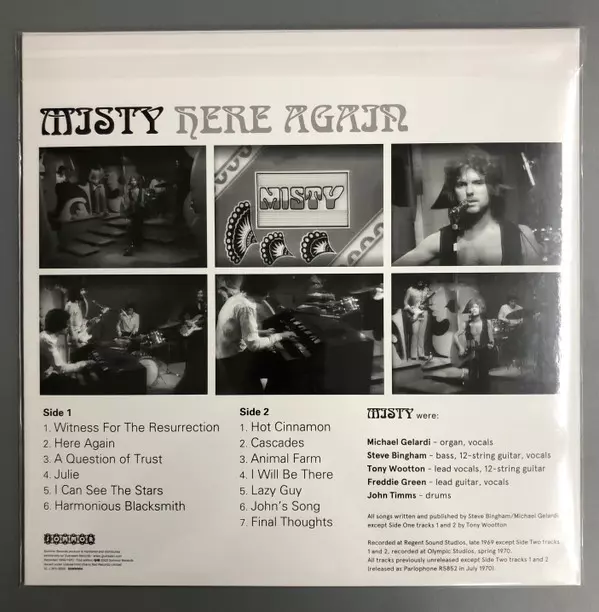 MISTY HERE AGAIN
MISTY
Side 1
1. Witness For The Resurrection
2. Here Again
3. A Question of Trust
4. Julie
5. I Can See The Stars
6. Harmonious Blacksmith
Side 2
1. Hot Cinnamon
2. Cascades
3. Animal Farm
4. I Will Be There
5. Lazy Guy
6. John's Song
7. Final Thoughts
MISTY were:
Michael Gelardi - organ, vocals
Steve Bingham - bass, 12-string guitar, vocals
Tony Wootton - lead vocals, 12-string guitar
Freddie Green - lead guitar, vocals
John Timms - drums
All songs written and published by Steve Bingham/Michael Gelardi
except Side One tracks 1 and 2 by Tony Wootton
Recorded at Regent Sound Studios, late 1969 except Side Two tracks
1 and 2, recorded at Olympic Studios, spring 1970.
All tracks previously unreleased except Side Two tracks 1 and 2
(released as Parlophone R5852 in July 1970).